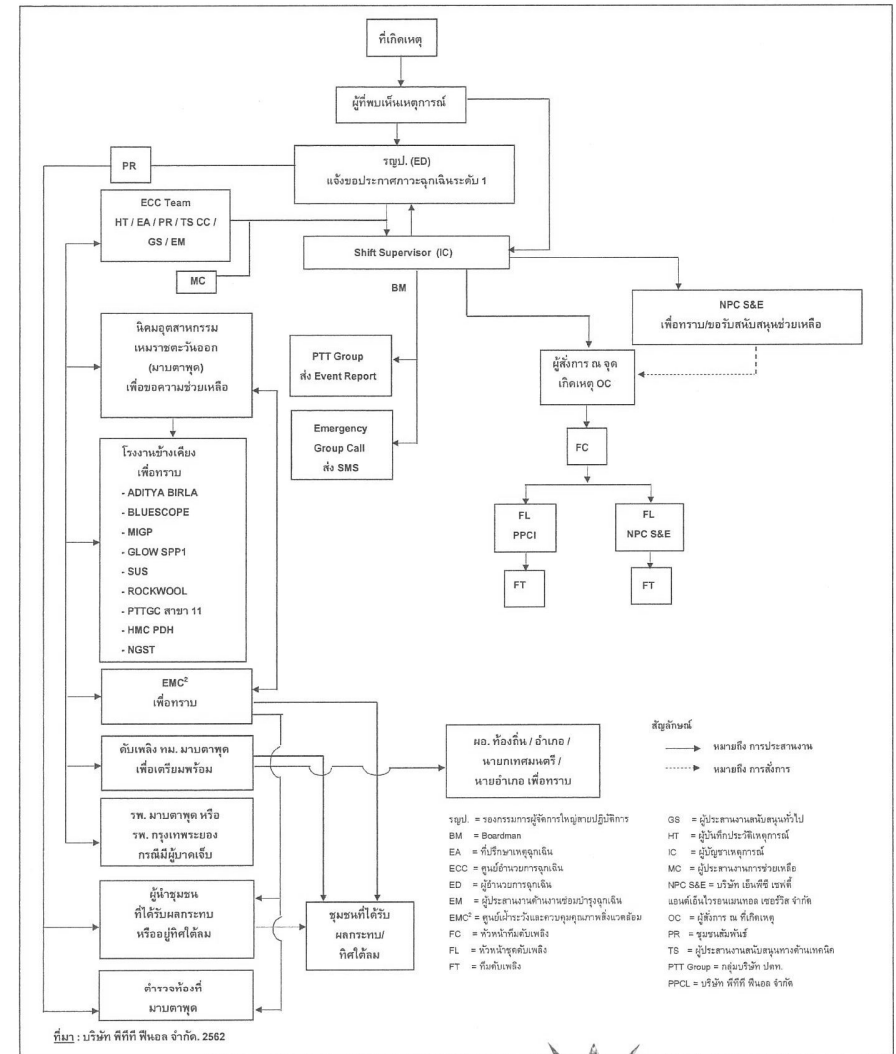 ที่เกิดเหตุ
ผู้ที่พบเห็นเหตุการณ์
รญป. (ED)
แจ้งขอประกาศภาวะฉุกเฉินระดับ 1
PR
ECC Team
HT / EA / PR / TS CC /
GS / EM
Shift Supervisor (IC)
MC
BM
NPC S&E
เพื่อทราบ/ขอรับสนับสนุนช่วยเหลือ
นิคมอุตสาหกรรม
เหมราชตะวันออก
(มาบตาพุด)
เพื่อขอความช่วยเหลือ
PTT Group
ส่ง Event Report
ผู้สั่งการ ณ จุด
เกิดเหตุ OC
Emergency
Group Call
ส่ง SMS
FC
โรงงานข้างเคียง
เพื่อทราบ
- ADITYA BIRLA
- BLUESCOPE
- MIGP
- GLOW SPP1
- SUS
- ROCKWOOL
- PTTGC สาขา 11
- HMC PDH
- NGST
FL
PPCl
FL
NPC S&E
FT
FT
EMC²
เพื่อทราบ
ดับเพลิง ทม. มาบตาพุด
เพื่อเตรียมพร้อม
ผอ. ท้องถิ่น / อำเภอ /
นายกเทศมนตรี /
นายอำเภอ เพื่อทราบ
สัญลักษณ์
หมายถึง การประสานงาน
หมายถึง การสั่งการ
รพ. มาบตาพุด หรือ
รพ. กรุงเทพระยอง
กรณีมีผู้บาดเจ็บ
ผู้นำชุมชน
ที่ได้รับผลกระทบ
หรืออยู่ทิศใต้ลม
ชุมชนที่ได้รับ
ผลกระทบ/
ทิศใต้ลม
ตำรวจท้องที่
มาบตาพุด
รญป. = รองกรรมการผู้จัดการใหญ่สายปฏิบัติการ
BM = Boardman
EA = ที่ปรึกษาเหตุฉุกเฉิน
ECC = ศูนย์อำนวยการฉุกเฉิน
ED = ผู้อำนวยการฉุกเฉิน
EM = ผู้ประสานงานด้านงานซ่อมบำรุงฉุกเฉิน
EMC² = ศูนย์เฝ้าระวังและควบคุมคุณภาพสิ่งแวดล้อม
FC = หัวหน้าทีมดับเพลิง
FL = หัวหน้าชุดดับเพลิง
FT = ทีมดับเพลิง
GS = ผู้ประสานงานสนับสนุนทั่วไป
HT = ผู้บันทึกประวัติเหตุการณ์
IC = ผู้บัญชาเหตุการณ์
MC = ผู้ประสานงานการช่วยเหลือ
NPC S&E = บริษัท เอ็นพีซี เซฟตี้
แอนด์เอ็นไวรอนเมนทอล เซอร์วิส จำกัด
OC = ผู้สั่งการ ณ ที่เกิดเหตุ
PR = ชุมชนสัมพันธ์
TS = ผู้ประสานงานสนับสนุนทางด้านเทคนิค
PTT Group = กลุ่มบริษัท ปตท.
PPCL = บริษัท พีทีที ฟีนอล จำกัด
ที่มา : บริษัท พีทีที ฟีนอล จำกัด. 2562